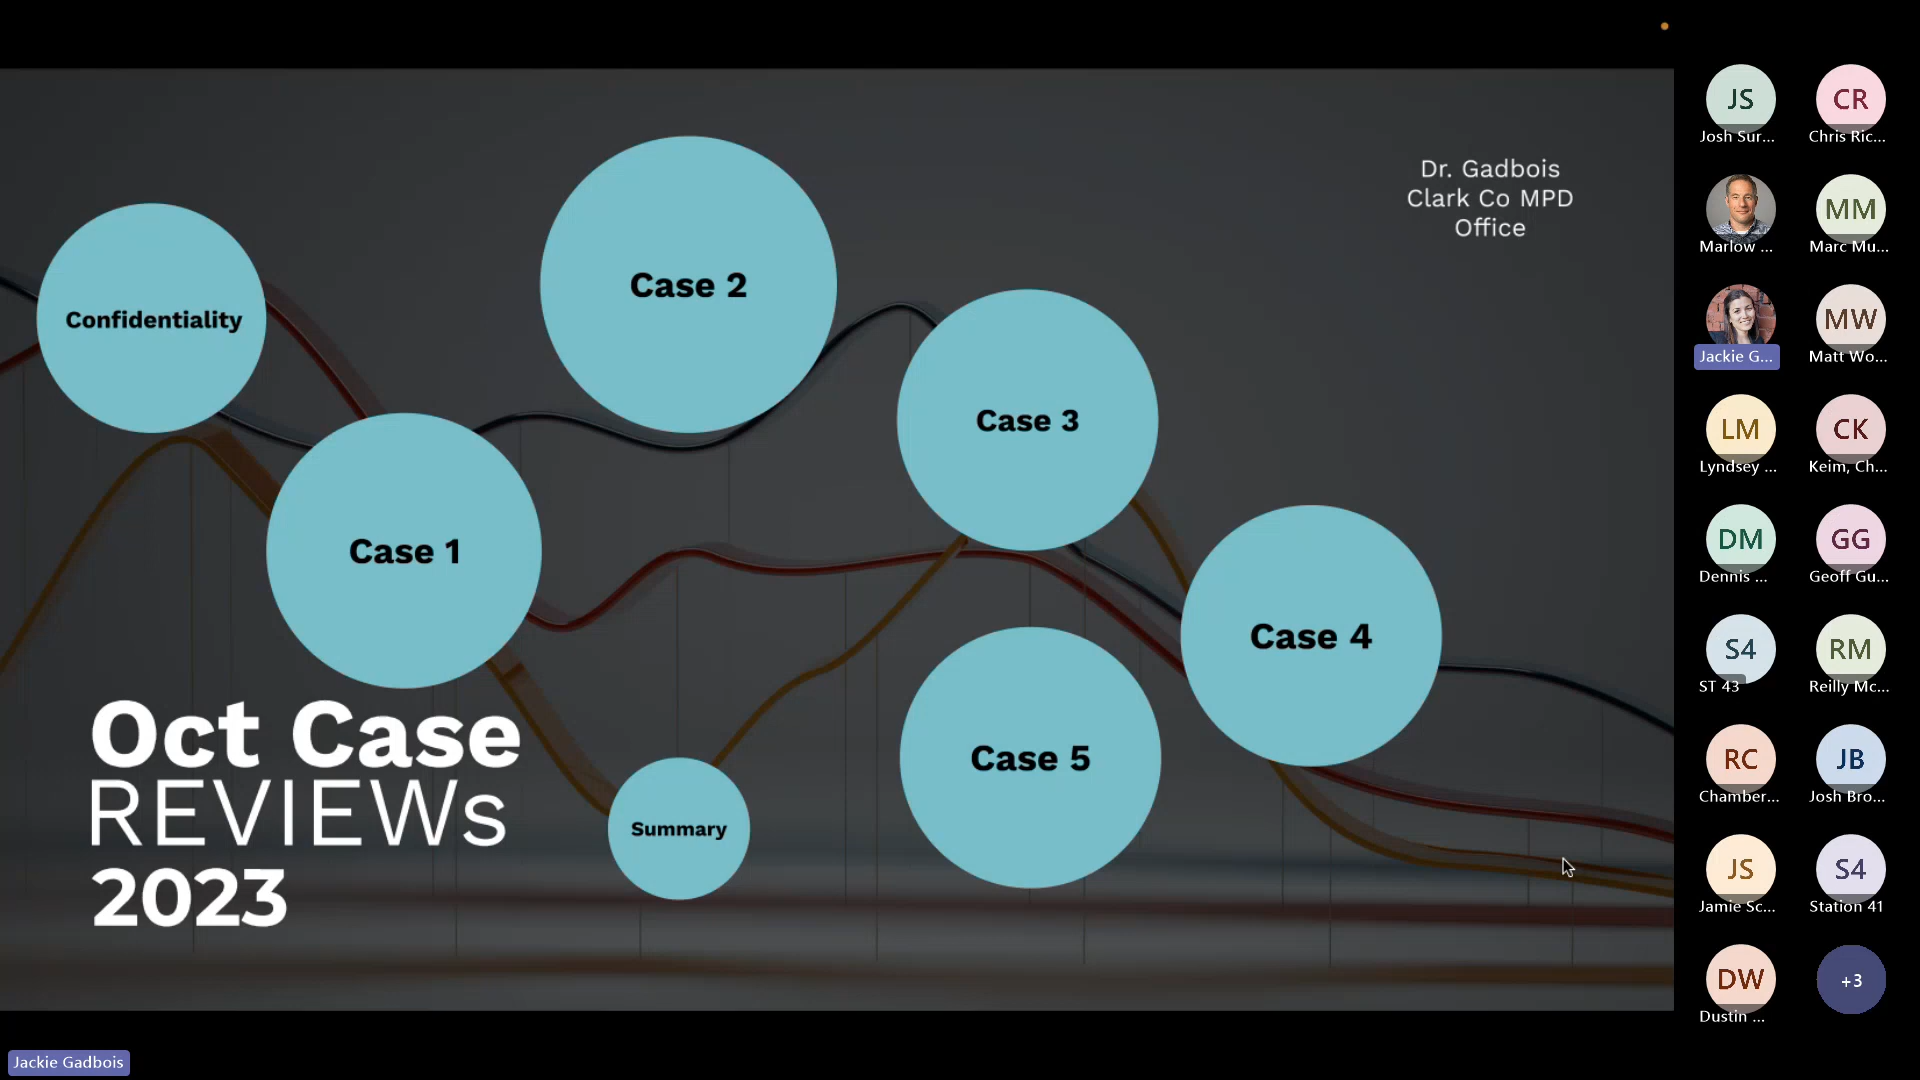 Dr. Gadbois
Clark Co MPD
Office
Confidentiality
Case 2
Case 3
Case 1
Case 4
Case 5
Summary
Oct Case
REVIEWs
2023
Jackie Gadbois
JS
Josh Sur...
CR
Chris Ric...
Marlow ...
MM
Marc Mu...
Jackie G...
MW
Matt Wo...
LM
Lyndsey ...
CK
Keim, Ch...
DM
Dennis ...
GG
Geoff Gu...
S4
ST 43
RM
Reilly Mc...
RC
Chamber...
JB
Josh Bro...
JS
Jamie Sc...
S4
Station 41
DW
Dustin ...
+3